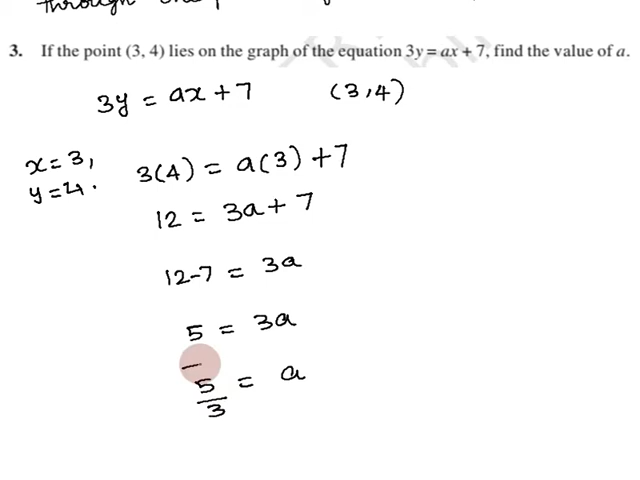 through the
3. If the point (3, 4) lies on the graph of the equation 3y = ax + 7, find the value of a.
3y = ax + 7 (3,4)
x = 3,
y = 4.
3(4) = a(3) + 7
12 = 3a + 7
12 - 7 = 3a
5 = 3a
5/3 = a